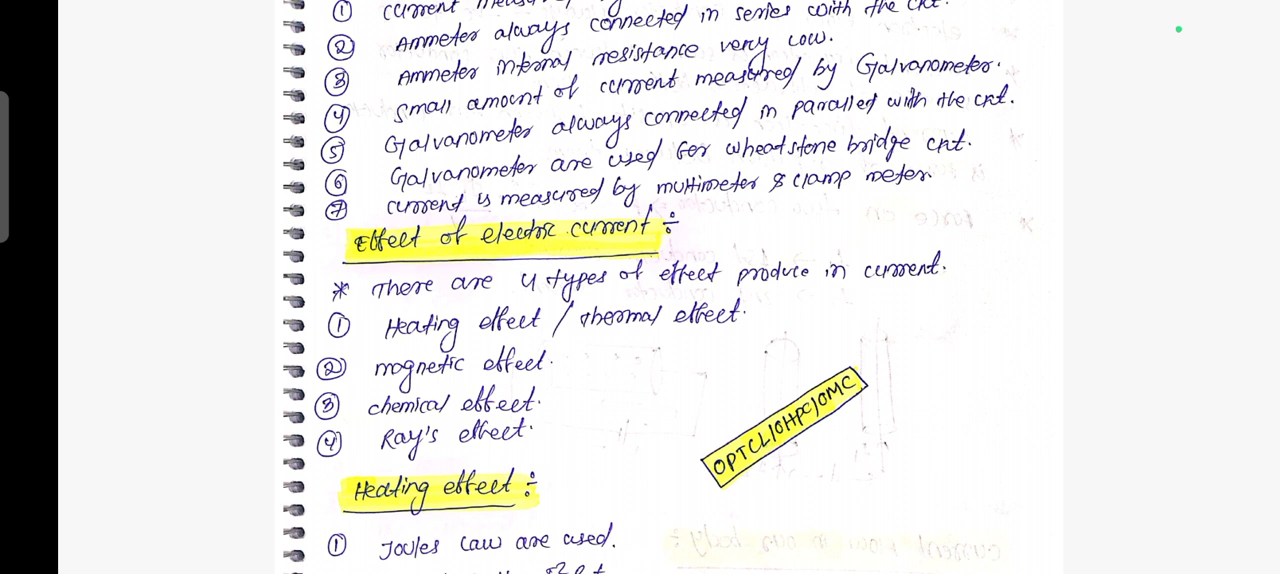 ① current
② Ammeter always connected in series with the ckt.
③ Ammeter internal resistance very low.
④ Small amount of current measured by Galvanometer.
⑤ Galvanometer always connected in paralled with the ckt.
⑥ Galvanometer are used for wheatstone bridge ckt.
⑦ current is measured by multimeter & clamp meter.
Effect of electric current ÷
* There are 4 types of effect produce in current.
① Heating effect / Thermal effect.
② magnetic effect.
③ chemical effect.
④ Ray's effect.
OPTCL/OHPC/OMC
Heating effect ÷
① Joules Law are used.